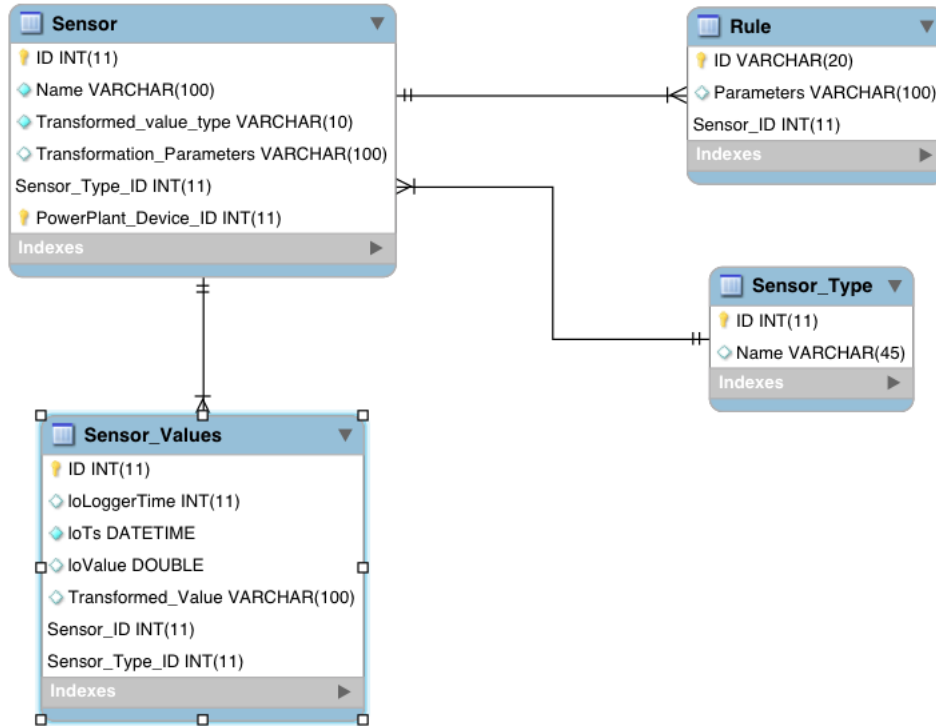 Sensor
ID INT(11)
Name VARCHAR(100)
Transformed_value_type VARCHAR(10)
Transformation_Parameters VARCHAR(100)
Sensor_Type_ID INT(11)
PowerPlant_Device_ID INT(11)
Indexes
Rule
ID VARCHAR(20)
Parameters VARCHAR(100)
Sensor_ID INT(11)
Indexes
Sensor_Type
ID INT(11)
Name VARCHAR(45)
Indexes
Sensor_Values
ID INT(11)
IoLoggerTime INT(11)
IoTs DATETIME
IoValue DOUBLE
Transformed_Value VARCHAR(100)
Sensor_ID INT(11)
Sensor_Type_ID INT(11)
Indexes